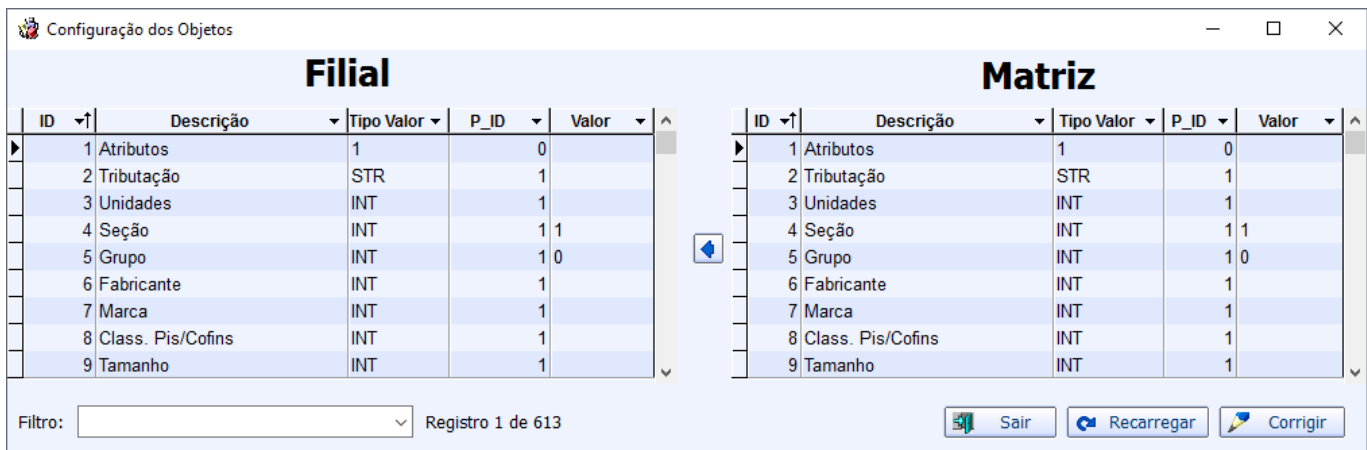 Configuração dos Objetos
Filial
Matriz
ID Descrição Tipo Valor P_ID Valor ID Descrição Tipo Valor P_ID Valor
1 Atributos 1 0 1 Atributos 1 0
2 Tributação STR 1 2 Tributação STR 1
3 Unidades INT 1 3 Unidades INT 1
4 Seção INT 1 1 4 Seção INT 1 1
5 Grupo INT 1 0 5 Grupo INT 1 0
6 Fabricante INT 1 6 Fabricante INT 1
7 Marca INT 1 7 Marca INT 1
8 Class. Pis/Cofins INT 1 8 Class. Pis/Cofins INT 1
9 Tamanho INT 1 9 Tamanho INT 1
Filtro: Registro 1 de 613 Sair Recarregar Corrigir